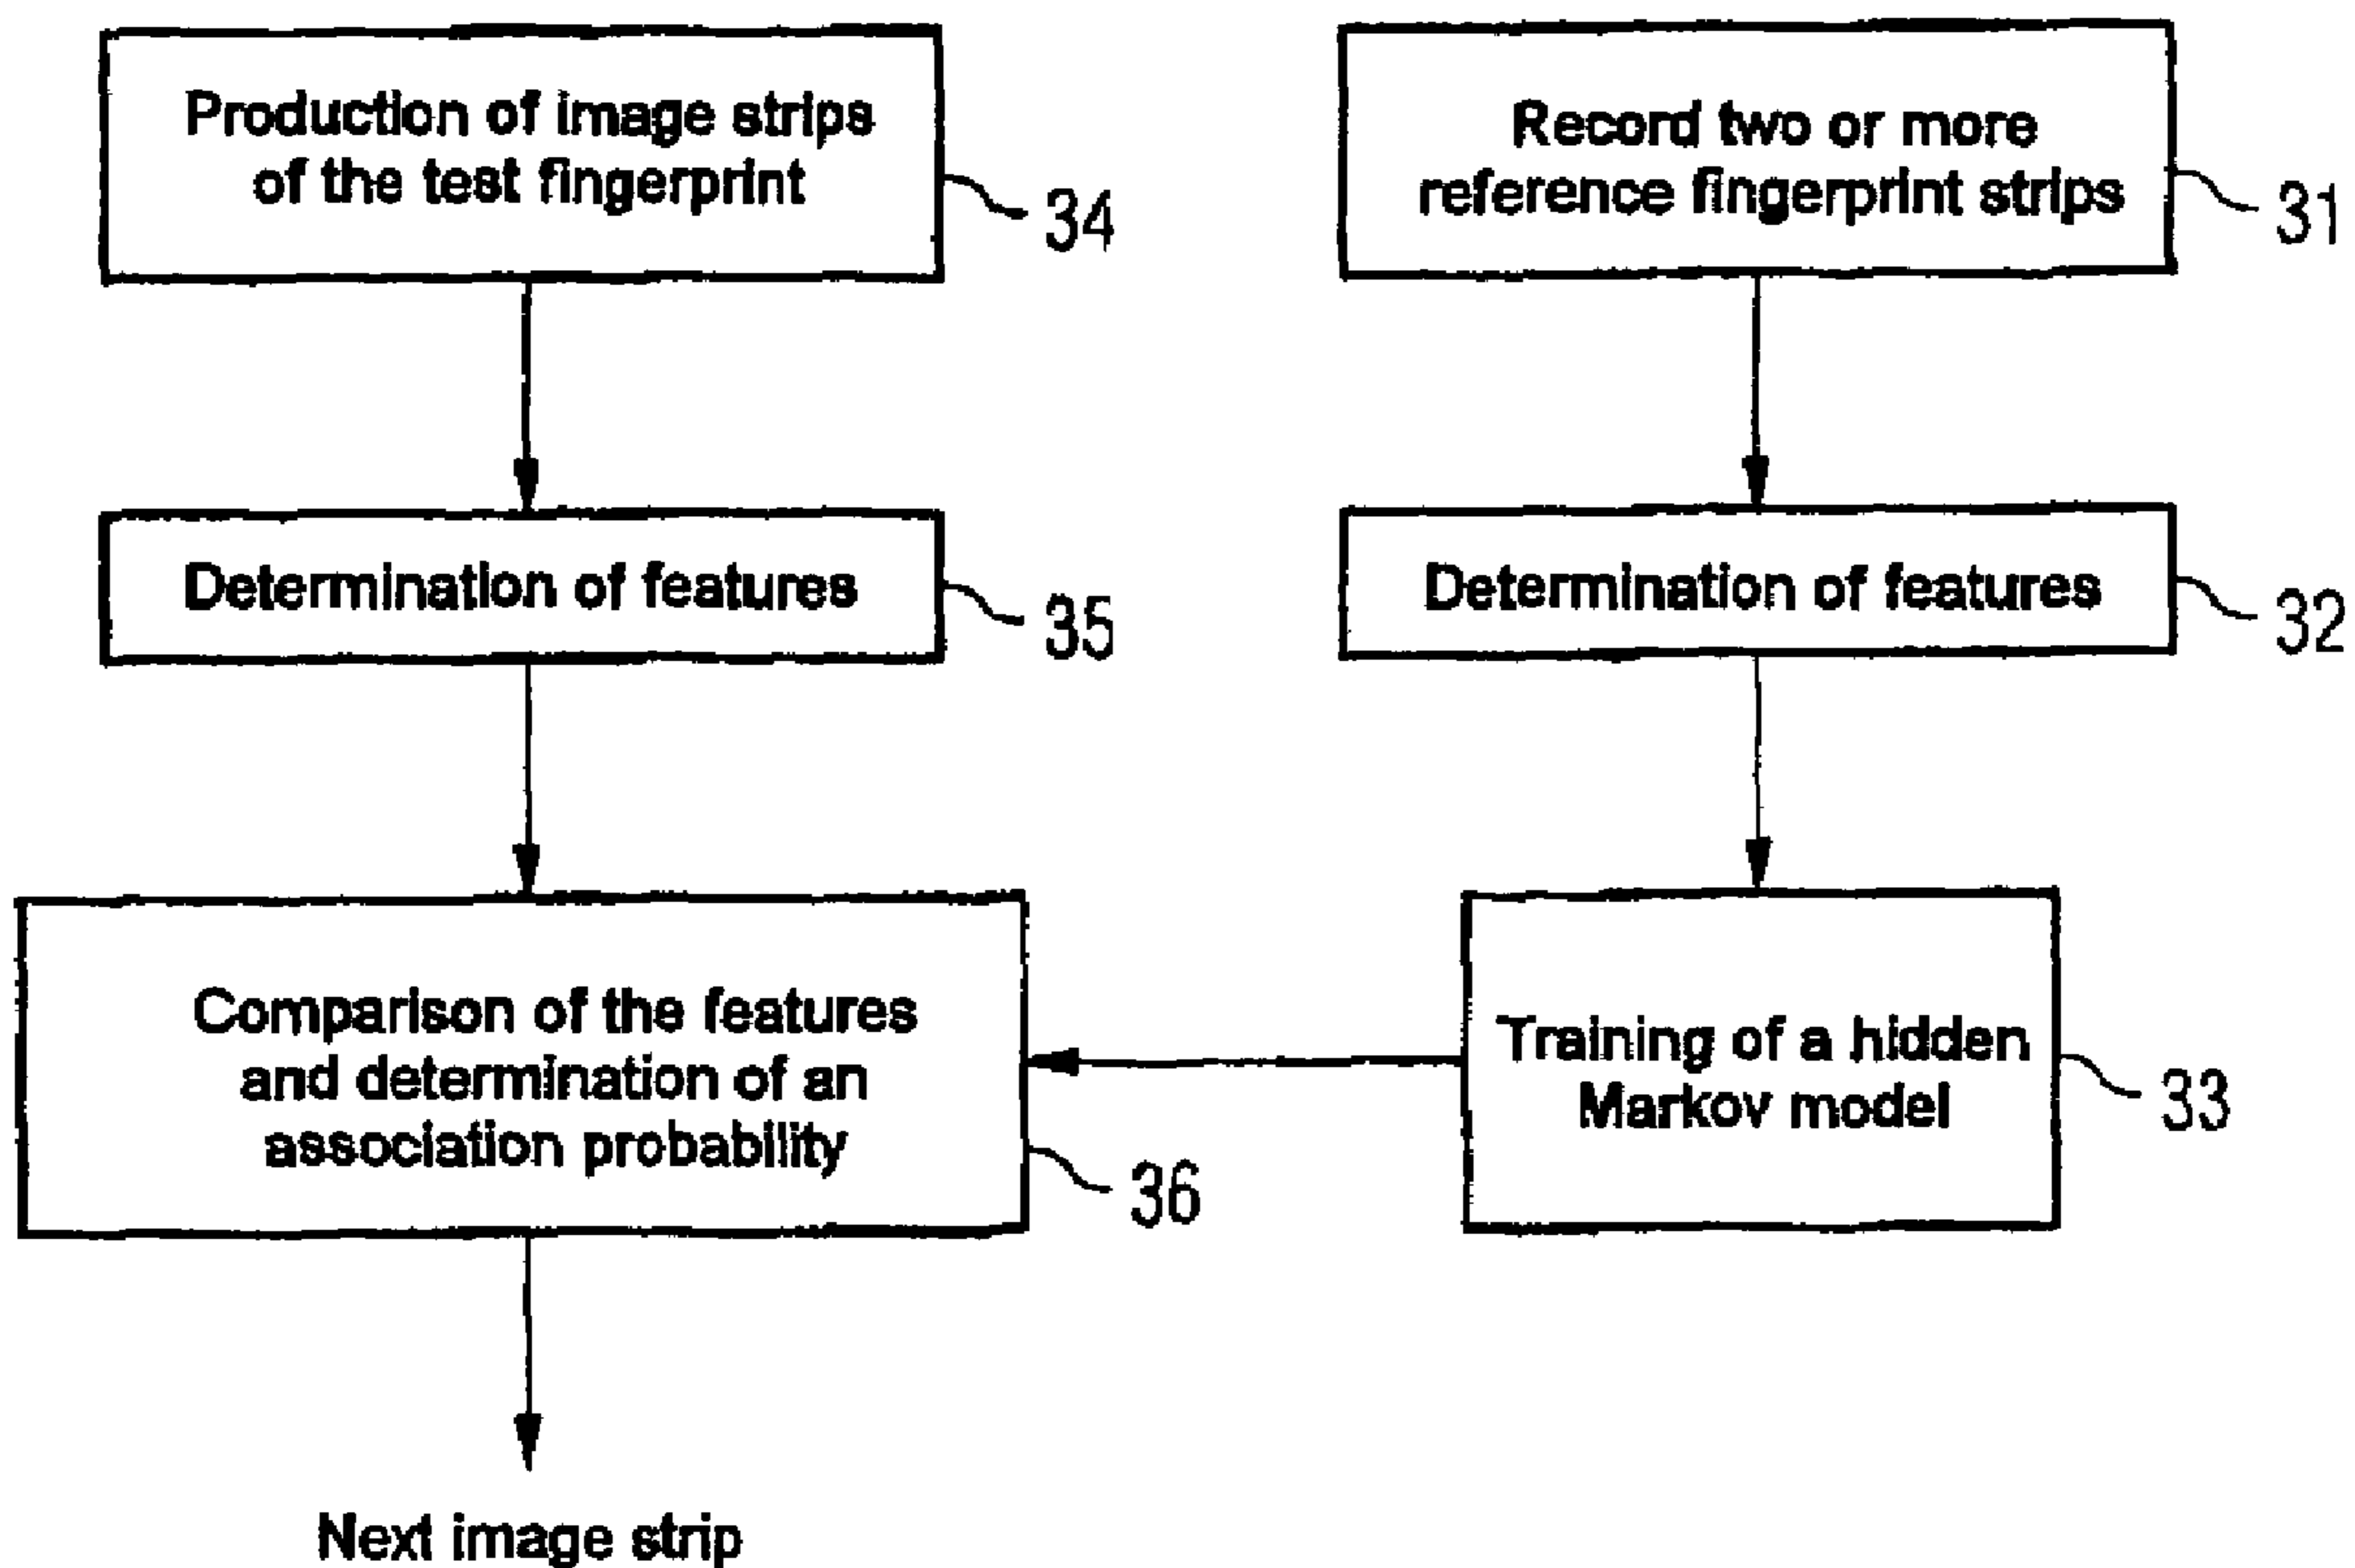 Production of image strips
of the test fingerprint
34
Record two or more
reference fingerprint strips
31
Determination of features
35
Determination of features
32
Comparison of the features
and determination of an
association probability
36
Training of a hidden
Markov model
33
Next image strip